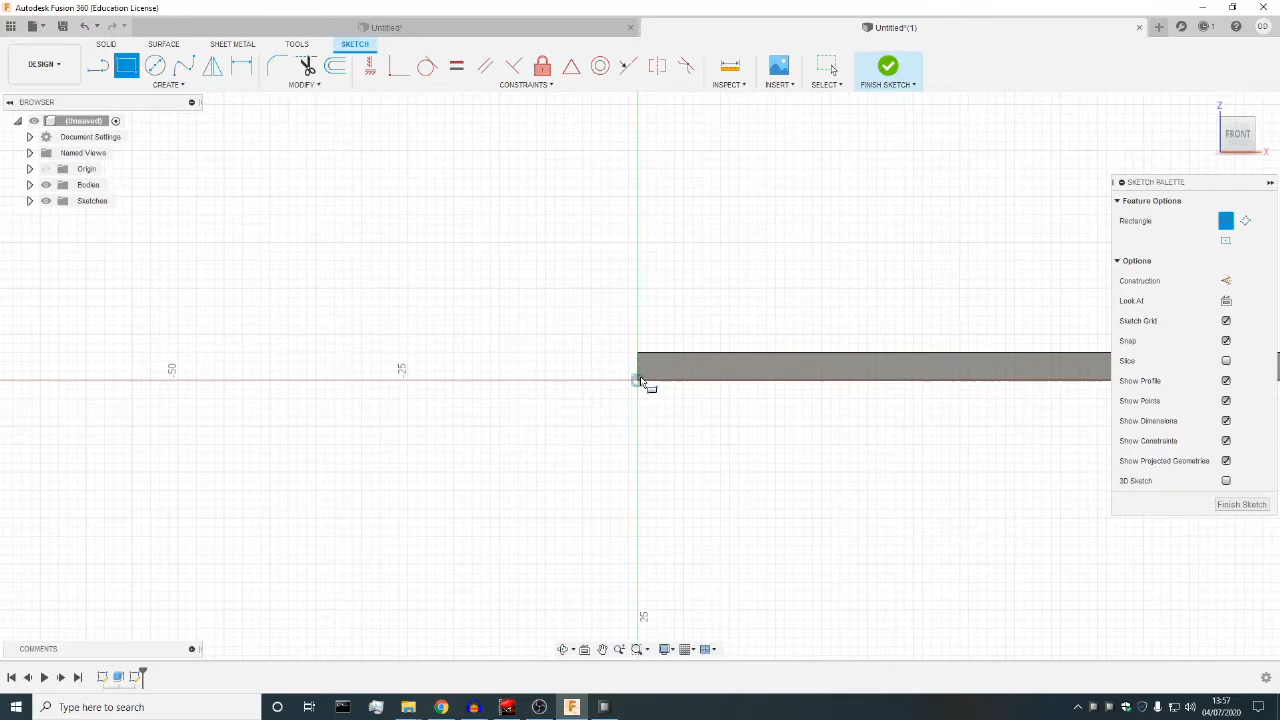 Autodesk Fusion 360 (Education License)
Untitled*
Untitled*(1)
OD
DESIGN
SOLID
SURFACE
SHEET METAL
TOOLS
SKETCH
CREATE
MODIFY
CONSTRAINTS
INSPECT
INSERT
SELECT
FINISH SKETCH
BROWSER
(Unsaved)
Document Settings
Named Views
Origin
Bodies
Sketches
-50
-25
25
Z
FRONT
X
SKETCH PALETTE
Feature Options
Rectangle
Options
Construction
Look At
Sketch Grid
Snap
Slice
Show Profile
Show Points
Show Dimensions
Show Constraints
Show Projected Geometries
3D Sketch
Finish Sketch
COMMENTS
Type here to search
13:57
04/07/2020